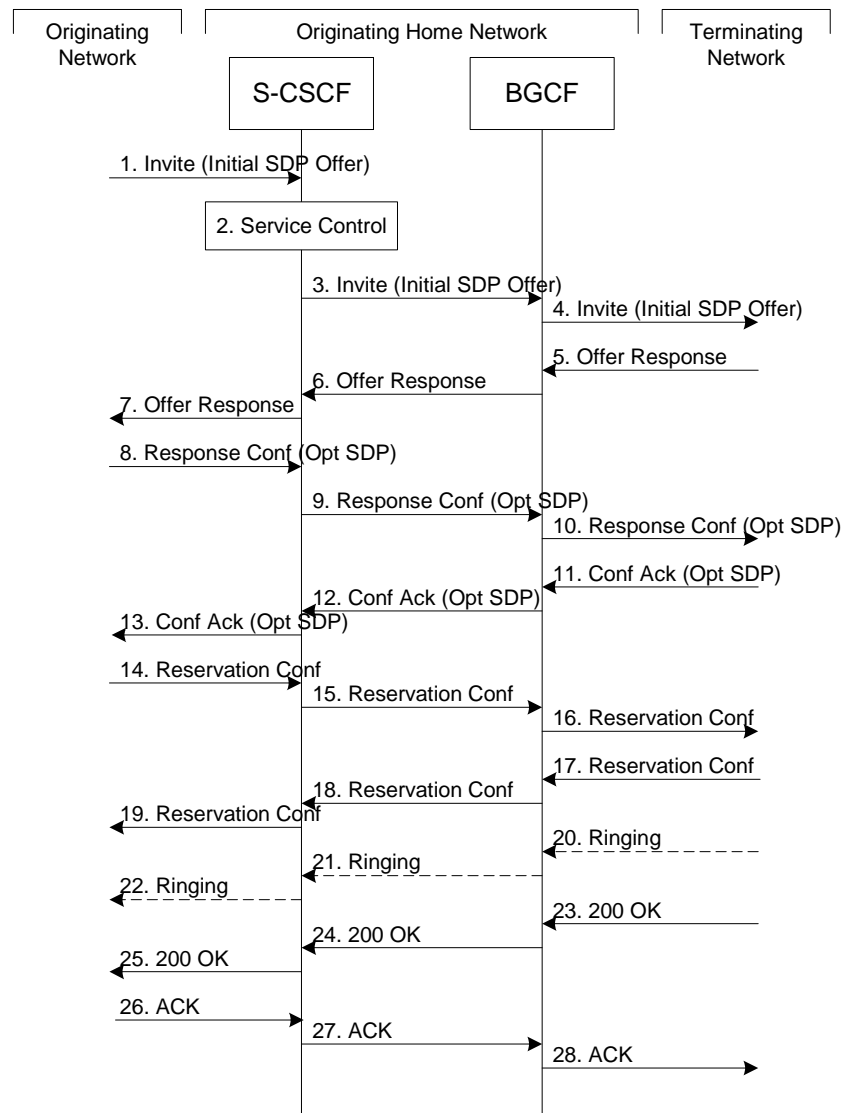 Originating
Network
Originating Home Network
Terminating
Network
S-CSCF
BGCF
1. Invite (Initial SDP Offer)
2. Service Control
3. Invite (Initial SDP Offer)
4. Invite (Initial SDP Offer)
5. Offer Response
6. Offer Response
7. Offer Response
8. Response Conf (Opt SDP)
9. Response Conf (Opt SDP)
10. Response Conf (Opt SDP)
11. Conf Ack (Opt SDP)
12. Conf Ack (Opt SDP)
13. Conf Ack (Opt SDP)
14. Reservation Conf
15. Reservation Conf
16. Reservation Conf
17. Reservation Conf
18. Reservation Conf
19. Reservation Conf
20. Ringing
21. Ringing
22. Ringing
23. 200 OK
24. 200 OK
25. 200 OK
26. ACK
27. ACK
28. ACK